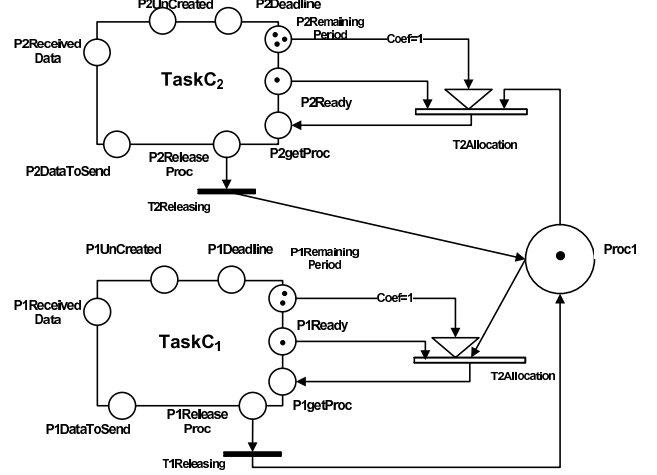 P2UnCreated
P2Deadline
P2Received
Data
P2Remaining
Period
Coef=1
TaskC2
P2Ready
P2DataToSend
P2Release
Proc
P2getProc
T2Allocation
T2Releasing
P1UnCreated
P1Deadline
P1Remaining
Period
Proc1
P1Received
Data
Coef=1
P1Ready
TaskC1
T2Allocation
P1DataToSend
P1Release
Proc
P1getProc
T1Releasing